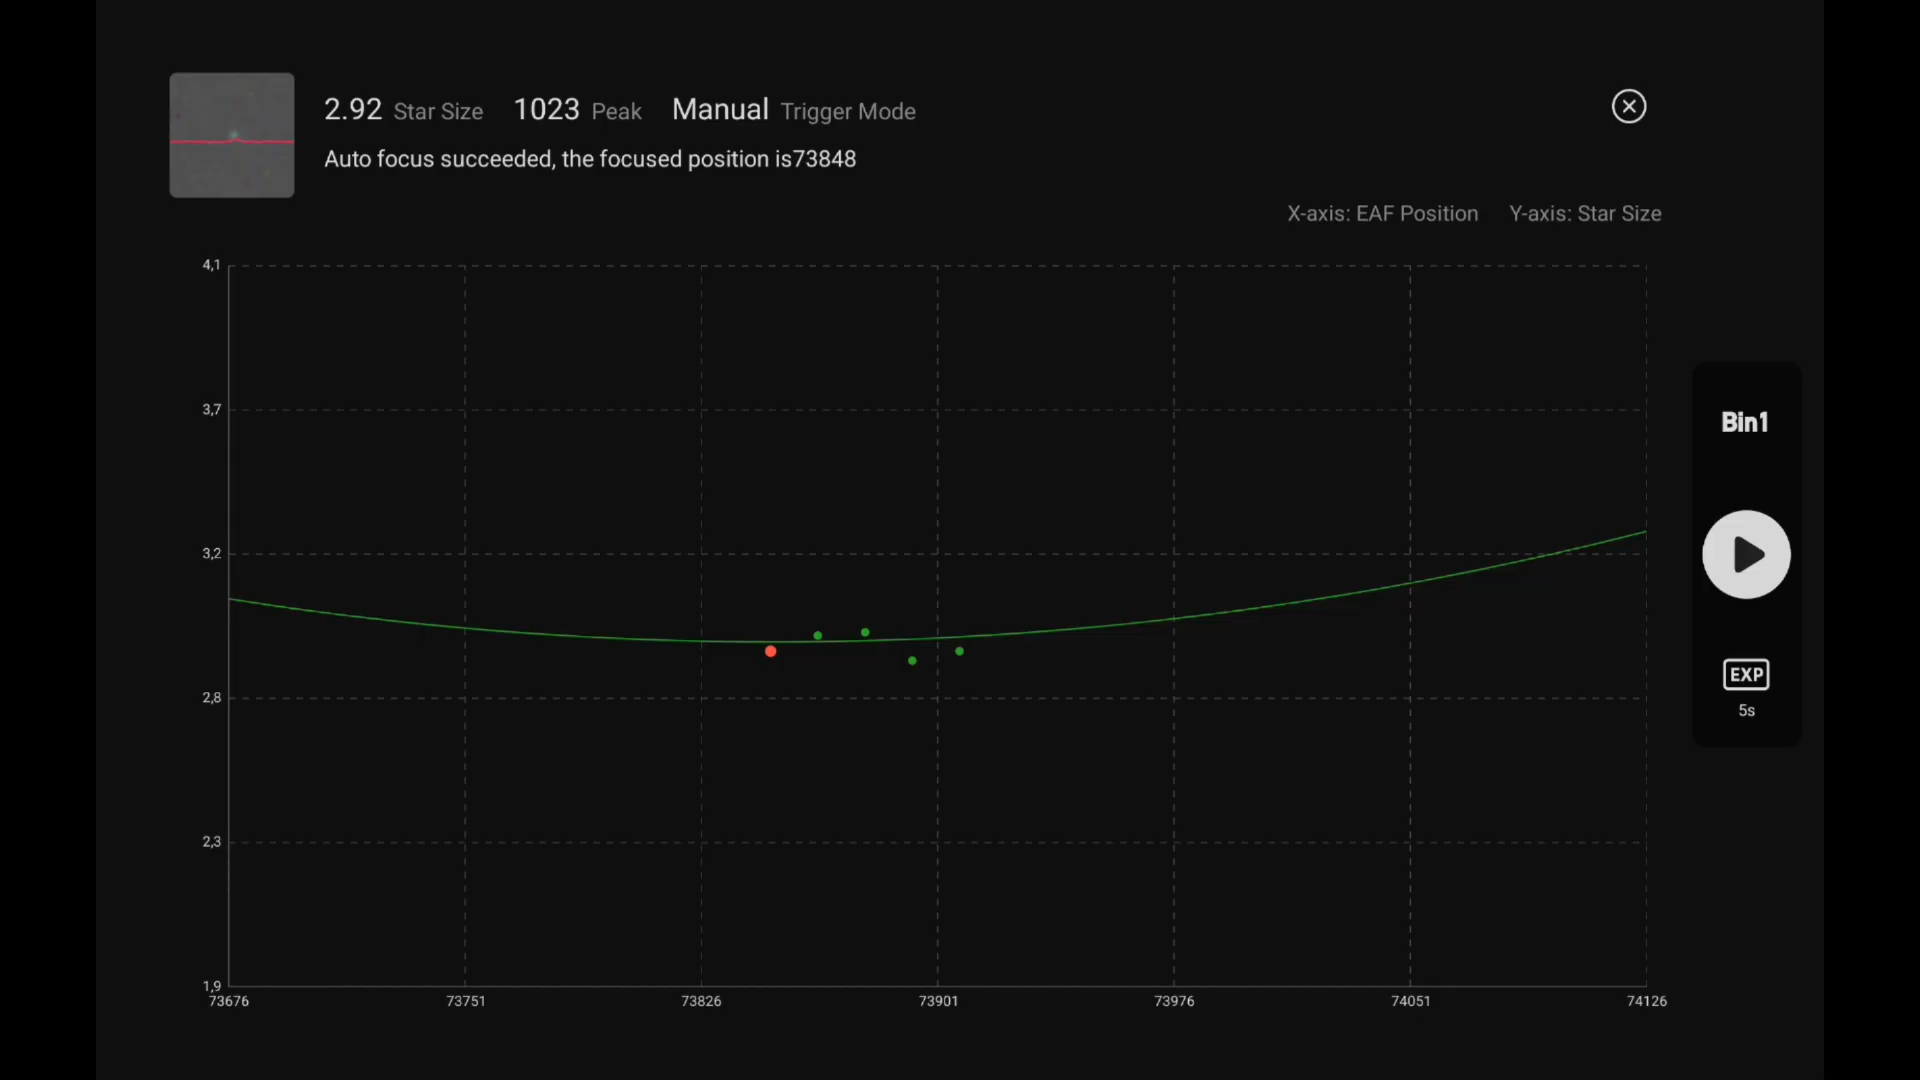 2.92 Star Size 1023 Peak Manual Trigger Mode
Auto focus succeeded, the focused position is73848
X-axis: EAF Position Y-axis: Star Size
4,1
3,7
3,2
2,8
2,3
1,9
73676 73751 73826 73901 73976 74051 74126
Bin1
EXP
5s